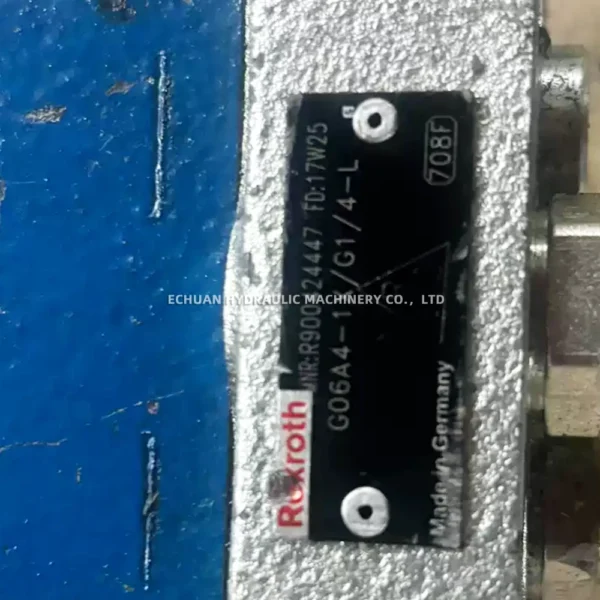 Rexroth
MNR:R900424447 FD:17W25
G06A4-1X/G1/4-L
708F
Made in Germany
ECHUAN HYDRAULIC MACHINERY CO., LTD